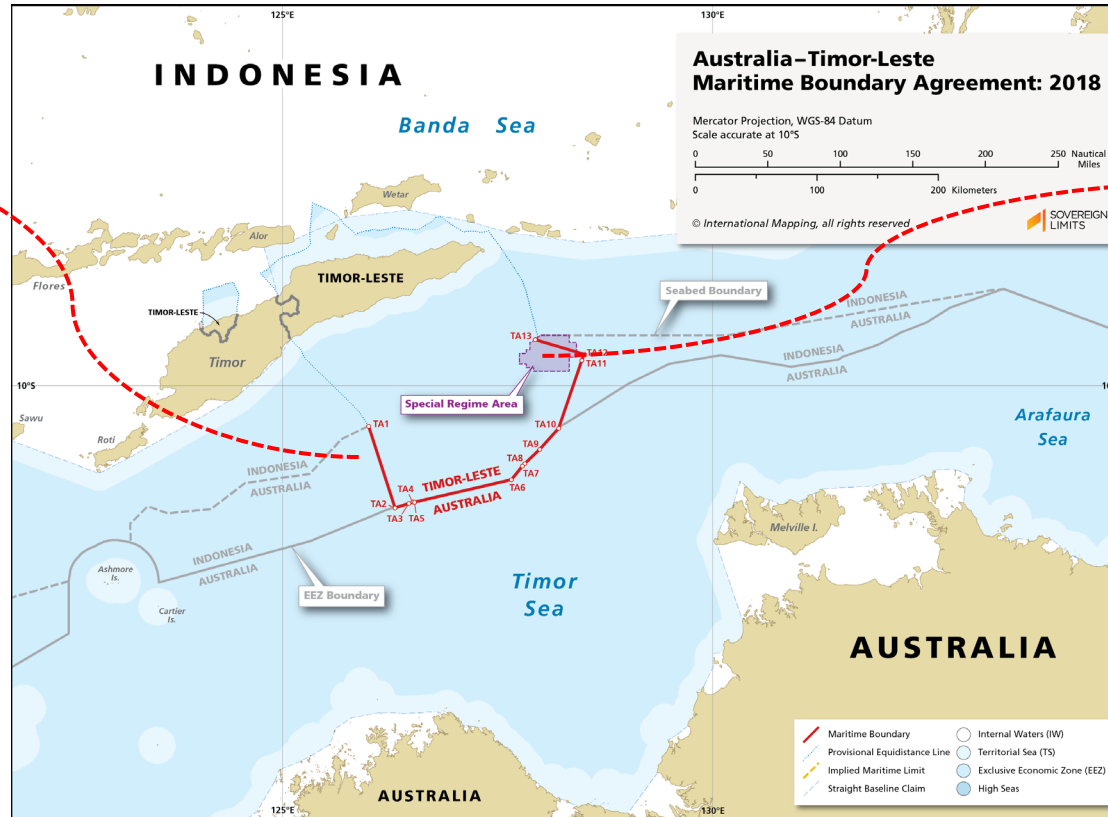 125°E
130°E
INDONESIA
Banda Sea
Australia–Timor-Leste
Maritime Boundary Agreement: 2018
Mercator Projection, WGS-84 Datum
Scale accurate at 10°S
0 50 100 150 200 250 Nautical Miles
0 100 200 Kilometers
© International Mapping, all rights reserved
SOVEREIGN
LIMITS
Wetar
Alor
Flores
TIMOR-LESTE
TIMOR-LESTE
Timor
Seabed Boundary
INDONESIA
AUSTRALIA
TA13
TA12
TA11
INDONESIA
AUSTRALIA
10°S
10
Special Regime Area
Sawu
Roti
TA1
TA10
Arafaura
Sea
TA9
TA8
TA7
TA6
INDONESIA
AUSTRALIA
TIMOR-LESTE
AUSTRALIA
TA4
TA2
TA3
TA5
Melville I.
INDONESIA
AUSTRALIA
Ashmore
Is.
Cartier
Is.
EEZ Boundary
Timor
Sea
AUSTRALIA
AUSTRALIA
Maritime Boundary
Provisional Equidistance Line
Implied Maritime Limit
Straight Baseline Claim
Internal Waters (IW)
Territorial Sea (TS)
Exclusive Economic Zone (EEZ)
High Seas
125°E
130°E